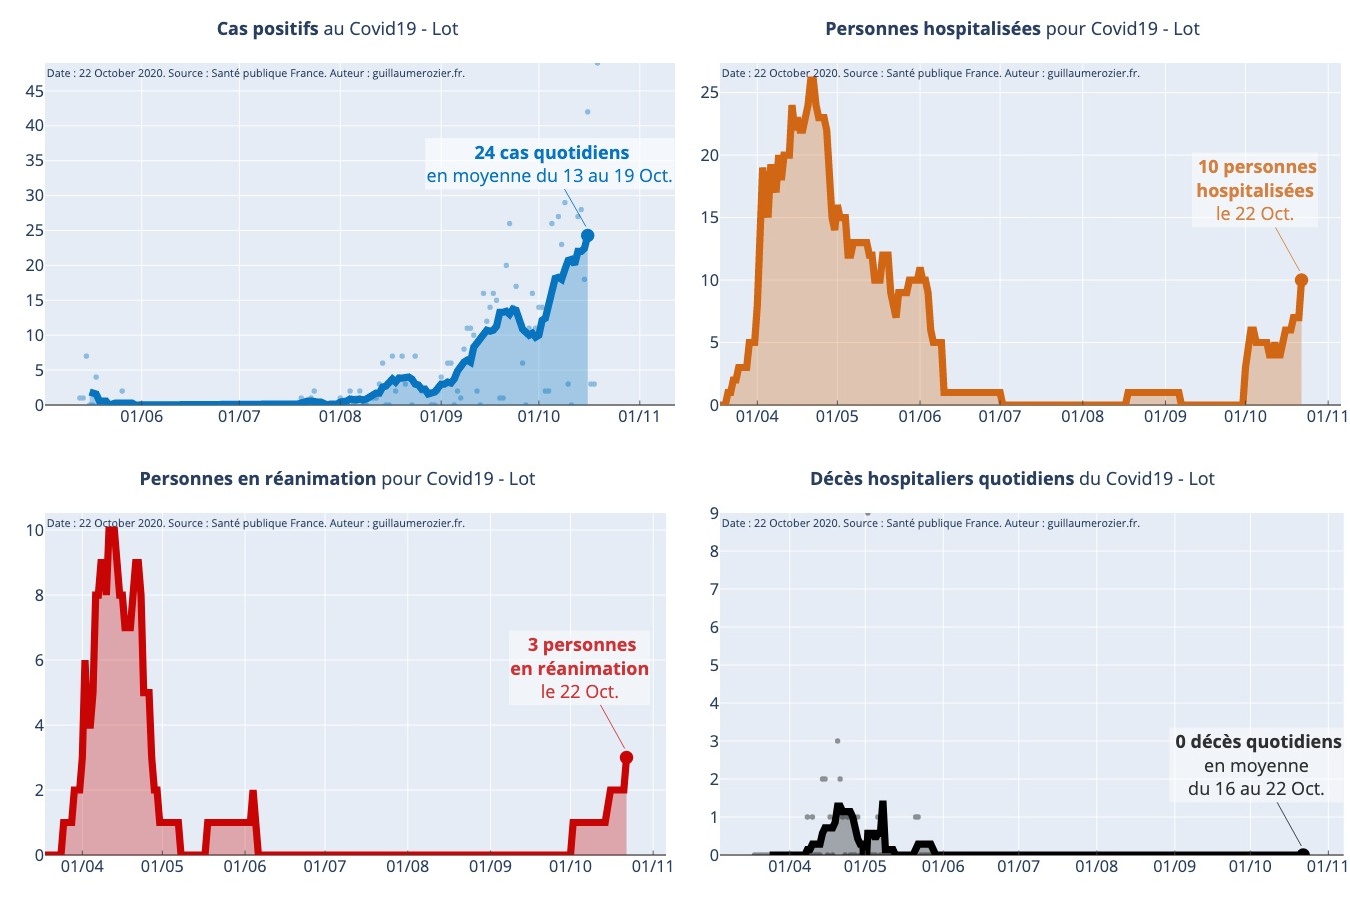 Cas positifs au Covid19 - Lot
Date : 22 October 2020. Source : Santé publique France. Auteur : guillaumerozier.fr.
45
40
35
30
25
20
15
10
5
0
24 cas quotidiens
en moyenne du 13 au 19 Oct.
01/06 01/07 01/08 01/09 01/10 01/11
Personnes hospitalisées pour Covid19 - Lot
Date : 22 October 2020. Source : Santé publique France. Auteur : guillaumerozier.fr.
25
20
15
10
5
0
10 personnes
hospitalisées
le 22 Oct.
01/04 01/05 01/06 01/07 01/08 01/09 01/10 01/11
Personnes en réanimation pour Covid19 - Lot
Date : 22 October 2020. Source : Santé publique France. Auteur : guillaumerozier.fr.
10
8
6
4
2
0
3 personnes
en réanimation
le 22 Oct.
01/04 01/05 01/06 01/07 01/08 01/09 01/10 01/11
Décès hospitaliers quotidiens du Covid19 - Lot
Date : 22 October 2020. Source : Santé publique France. Auteur : guillaumerozier.fr.
9
8
7
6
5
4
3
2
1
0
0 décès quotidiens
en moyenne
du 16 au 22 Oct.
01/04 01/05 01/06 01/07 01/08 01/09 01/10 01/11